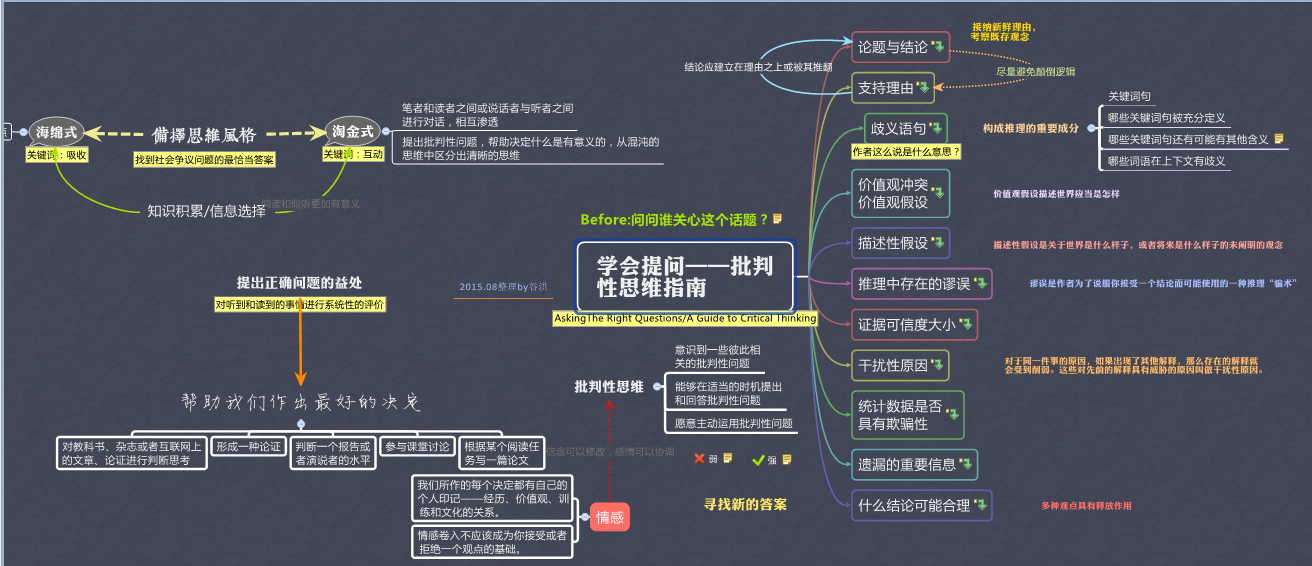 点
海绵式
关键词：吸收
备择思维风格
找到社会争议问题的最恰当答案
淘金式
关键词：互动
笔者和读者之间或说话者与听者之间
进行对话，相互渗透
提出批判性问题，帮助决定什么是有意义的，从混沌的
思维中区分出清晰的思维
知识积累/信息选择
阅读和倾听更加有意义
提出正确问题的益处
对听到和读到的事情进行系统性的评价
帮助我们作出最好的决定
对教科书、杂志或者互联网上
的文章、论证进行判断思考
形成一种论证
判断一个报告或
者演说者的水平
参与课堂讨论
根据某个阅读任
务写一篇论文
2015.08整理by谷洪
Before:问问谁关心这个话题？
学会提问——批判
性思维指南
AskingThe Right Questions/A Guide to Critical Thinking
批判性思维
意识到一些彼此相
关的批判性问题
能够在适当的时机提出
和回答批判性问题
愿意主动运用批判性问题
信念可以修改，感情可以协调
弱
强
我们所作的每个决定都有自己的
个人印记——经历、价值观、训
练和文化的关系。
情感卷入不应该成为你接受或者
拒绝一个观点的基础。
情感
寻找新的答案
结论应建立在理由之上或被其推翻
论题与结论
接纳新鲜理由，
考察既存观念
支持理由
尽量避免颠倒逻辑
歧义语句
作者这么说是什么意思？
构成推理的重要成分
关键词句
哪些关键词句被充分定义
哪些关键词句还有可能有其他含义
哪些词语在上下文有歧义
价值观冲突
价值观假设
价值观假设描述世界应当是怎样
描述性假设
描述性假设是关于世界是什么样子，或者将来是什么样子的未阐明的观念
推理中存在的谬误
谬误是作者为了说服你接受一个结论而可能使用的一种推理“骗术”
证据可信度大小
干扰性原因
对于同一件事的原因，如果出现了其他解释，那么存在的解释就
会受到削弱。这些对先前的解释具有威胁的原因叫做干扰性原因。
统计数据是否
具有欺骗性
遗漏的重要信息
什么结论可能合理
多种观点具有释放作用